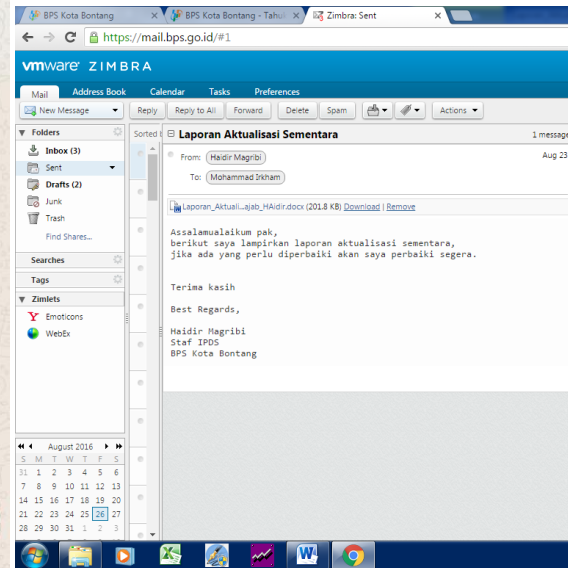 BPS Kota Bontang
BPS Kota Bontang - Tahu
Zimbra: Sent
https://mail.bps.go.id/#1
vmware ZIMBRA
Mail Address Book Calendar Tasks Preferences
New Message Reply Reply to All Forward Delete Spam Actions
Folders
Inbox (3)
Sent
Drafts (2)
Junk
Trash
Find Shares...
Searches
Tags
Zimlets
Emoticons
WebEx
August 2016
S M T W T F S
31 1 2 3 4 5 6
7 8 9 10 11 12 13
14 15 16 17 18 19 20
21 22 23 24 25 26 27
28 29 30 31 1 2 3
Sorted
Laporan Aktualisasi Sementara 1 message
From: Haidir Magribi Aug 23
To: Mohammad Irkham
Laporan_Aktuali...ajab_HAidir.docx (201.8 KB) Download | Remove
Assalamualaikum pak,
berikut saya lampirkan laporan aktualisasi sementara,
jika ada yang perlu diperbaiki akan saya perbaiki segera.
Terima kasih
Best Regards,
Haidir Magribi
Staf IPDS
BPS Kota Bontang